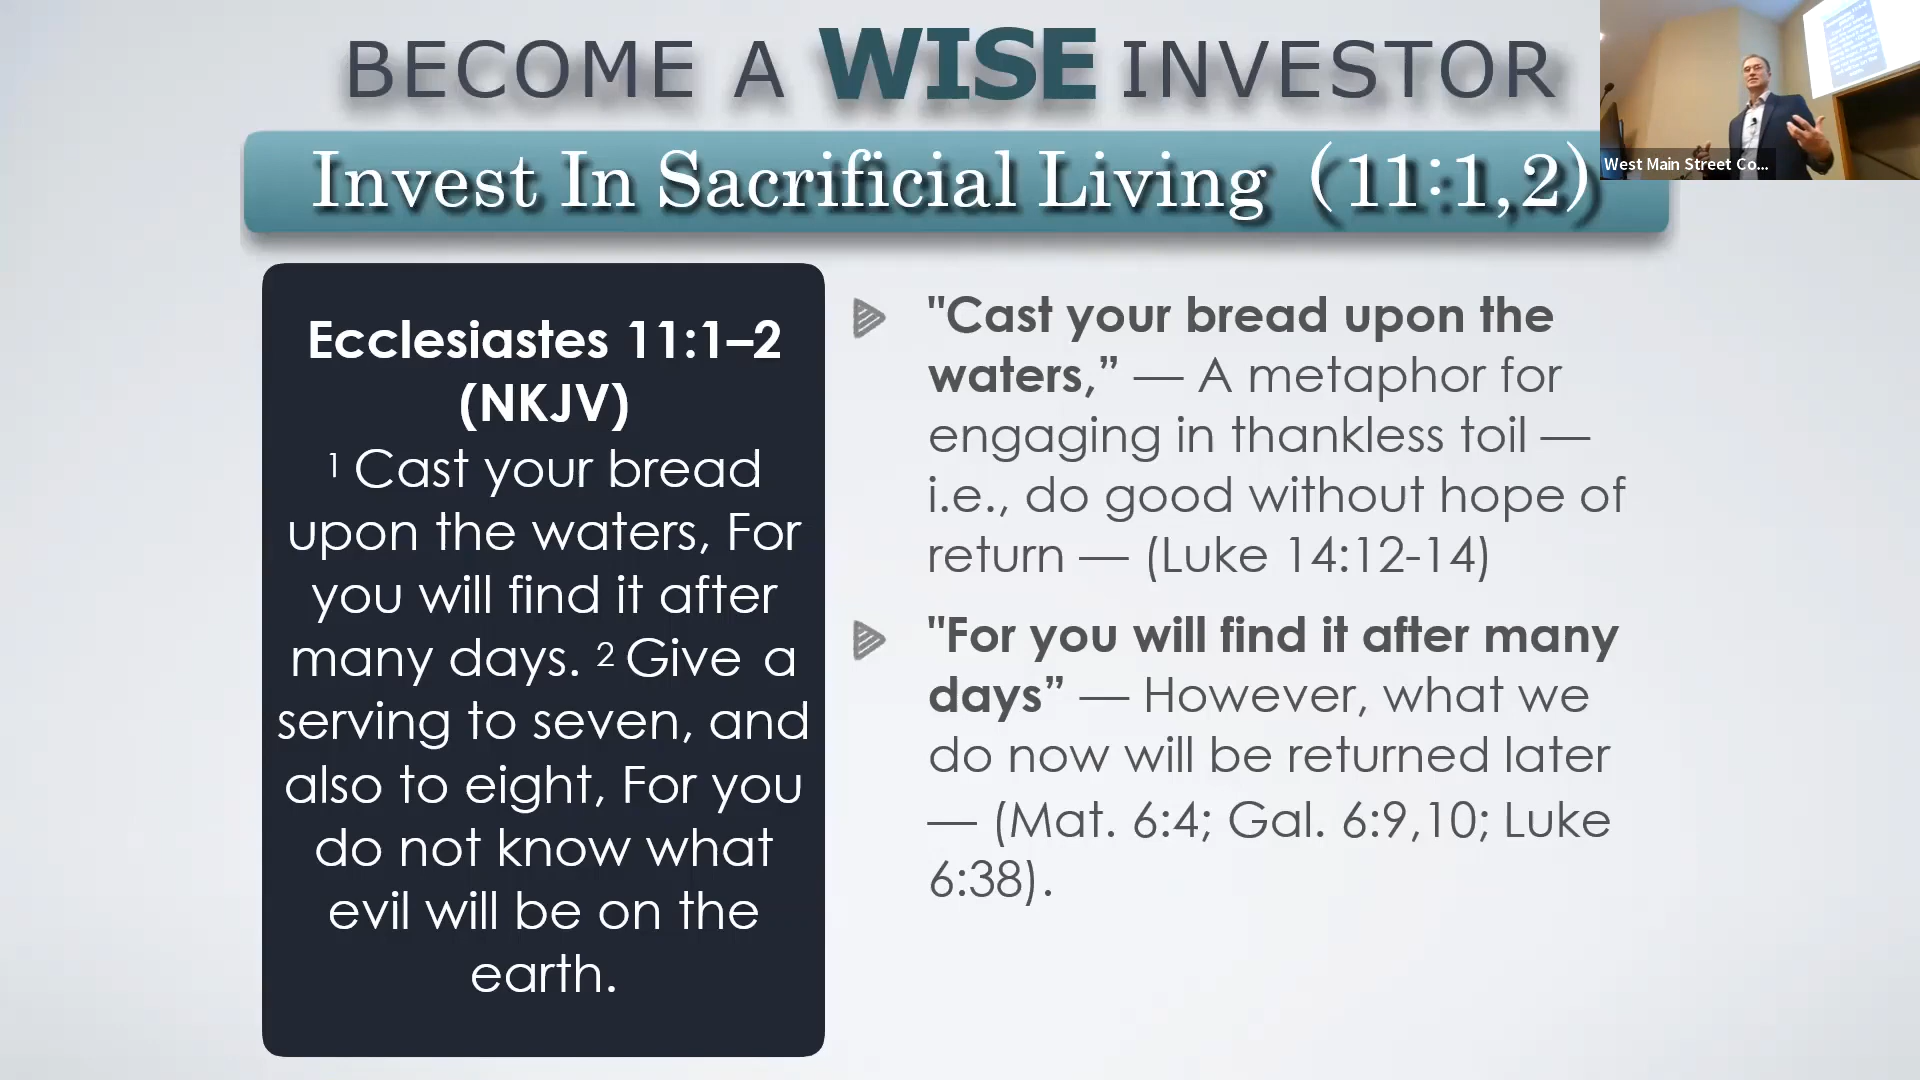 BECOME A WISE INVESTOR
Invest In Sacrificial Living (11:1,2)
West Main Street Co...
Ecclesiastes 11:1–2
(NKJV)
1 Cast your bread
upon the waters, For
you will find it after
many days. 2 Give a
serving to seven, and
also to eight, For you
do not know what
evil will be on the
earth.
"Cast your bread upon the
waters,” — A metaphor for
engaging in thankless toil —
i.e., do good without hope of
return — (Luke 14:12-14)
"For you will find it after many
days” — However, what we
do now will be returned later
— (Mat. 6:4; Gal. 6:9,10; Luke
6:38).